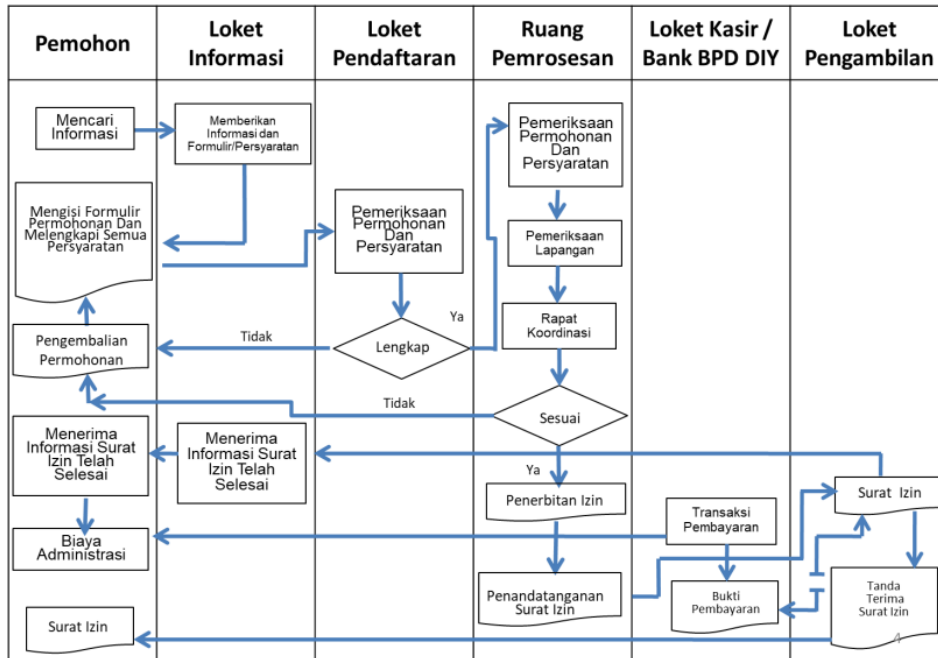 Pemohon
Loket
Informasi
Loket
Pendaftaran
Ruang
Pemrosesan
Loket Kasir /
Bank BPD DIY
Loket
Pengambilan
Mencari
Informasi
Memberikan
Informasi dan
Formulir/Persyaratan
Pemeriksaan
Permohonan
Dan
Persyaratan
Mengisi Formulir
Permohonan Dan
Melengkapi Semua
Persyaratan
Pemeriksaan
Permohonan
Dan
Persyaratan
Pemeriksaan
Lapangan
Rapat
Koordinasi
Ya
Lengkap
Tidak
Pengembalian
Permohonan
Tidak
Sesuai
Menerima
Informasi Surat
Izin Telah
Selesai
Menerima
Informasi Surat
Izin Telah
Selesai
Ya
Penerbitan Izin
Transaksi
Pembayaran
Surat Izin
Biaya
Administrasi
Penandatanganan
Surat Izin
Bukti
Pembayaran
Tanda
Terima
Surat Izin
4
Surat Izin